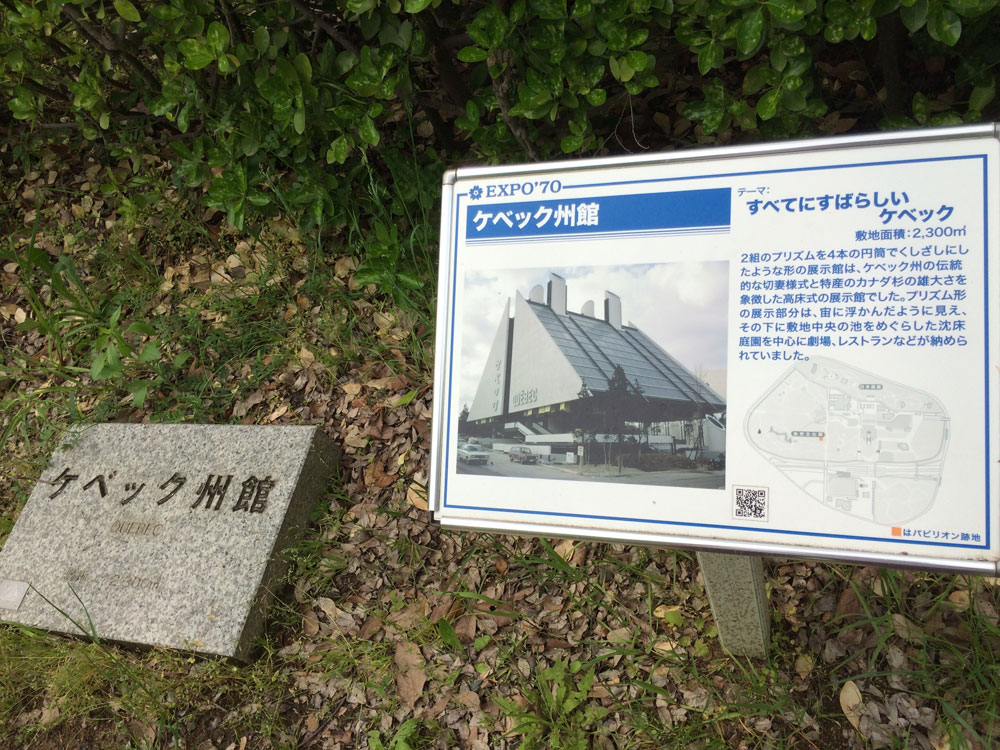 EXPO'70
ケベック州館
テーマ:
すべてにすばらしい
ケベック
敷地面積:2,300㎡
2組のプリズムを4本の円筒でくしざしにし
たような形の展示館は、ケベック州の伝統
的な切妻様式と特産のカナダ杉の雄大さを
象徴した高床式の展示館でした。プリズム形
の展示部分は、宙に浮かんだように見え、
その下に敷地中央の池をめぐらした沈床
庭園を中心に劇場、レストランなどが納めら
れていました。
ケベック
QUÉBEC
はパビリオン跡地
ケベック州館
QUEBEC